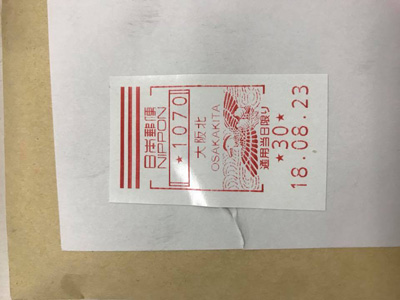 日本郵便
NIPPON
*1070
大阪北
OSAKAKITA
適用当日限り
*30*
18.08.23